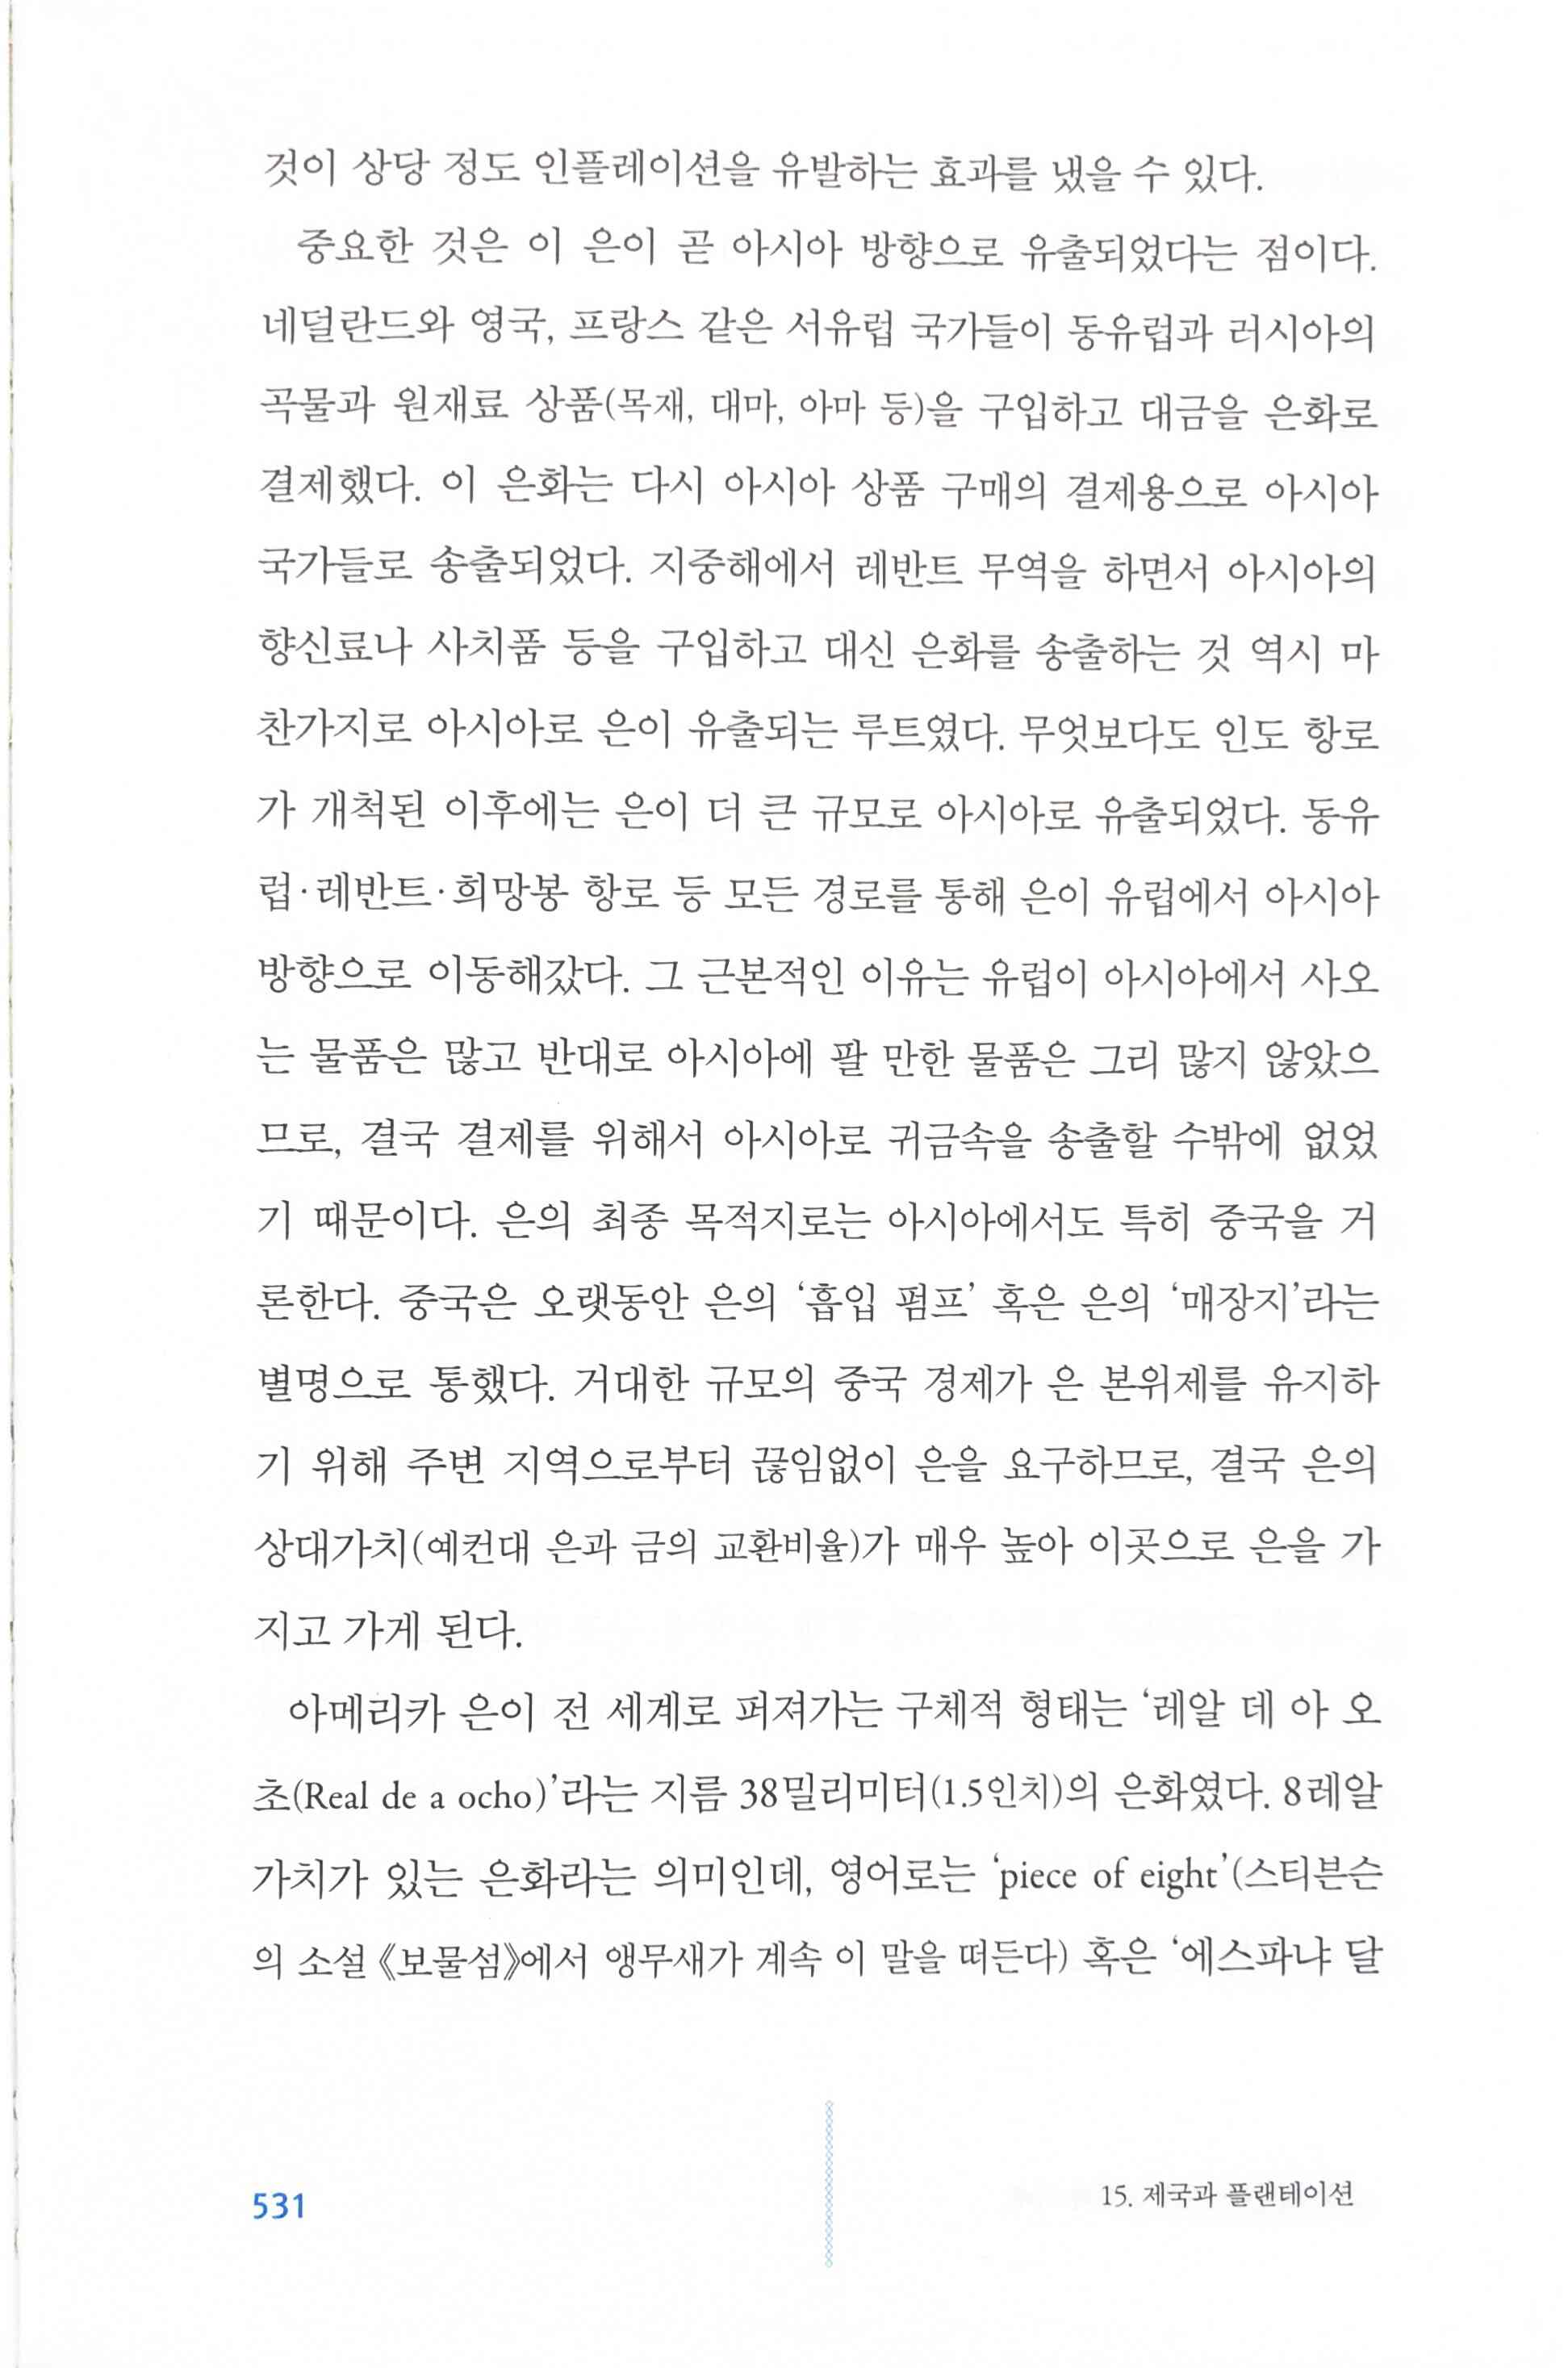 것이 상당 정도 인플레이션을 유발하는 효과를 냈을 수 있다.
중요한 것은 이 은이 곧 아시아 방향으로 유출되었다는 점이다.
네덜란드와 영국, 프랑스 같은 서유럽 국가들이 동유럽과 러시아의
곡물과 원재료 상품(목재, 대마, 아마 등)을 구입하고 대금을 은화로
결제했다. 이 은화는 다시 아시아 상품 구매의 결제용으로 아시아
국가들로 송출되었다. 지중해에서 레반트 무역을 하면서 아시아의
향신료나 사치품 등을 구입하고 대신 은화를 송출하는 것 역시 마
찬가지로 아시아로 은이 유출되는 루트였다. 무엇보다도 인도 항로
가 개척된 이후에는 은이 더 큰 규모로 아시아로 유출되었다. 동유
럽·레반트·희망봉 항로 등 모든 경로를 통해 은이 유럽에서 아시아
방향으로 이동해갔다. 그 근본적인 이유는 유럽이 아시아에서 사오
는 물품은 많고 반대로 아시아에 팔 만한 물품은 그리 많지 않았으
므로, 결국 결제를 위해서 아시아로 귀금속을 송출할 수밖에 없었
기 때문이다. 은의 최종 목적지로는 아시아에서도 특히 중국을 거
론한다. 중국은 오랫동안 은의 ‘흡입 펌프’ 혹은 은의 ‘매장지’라는
별명으로 통했다. 거대한 규모의 중국 경제가 은 본위제를 유지하
기 위해 주변 지역으로부터 끊임없이 은을 요구하므로, 결국 은의
상대가치(예컨대 은과 금의 교환비율)가 매우 높아 이곳으로 은을 가
지고 가게 된다.
아메리카 은이 전 세계로 퍼져가는 구체적 형태는 ‘레알 데 아 오
초(Real de a ocho)’라는 지름 38밀리미터(1.5인치)의 은화였다. 8레알
가치가 있는 은화라는 의미인데, 영어로는 ‘piece of eight’(스티븐슨
의 소설 《보물섬》에서 앵무새가 계속 이 말을 떠든다) 혹은 ‘에스파냐 달
531
15. 제국과 플랜테이션